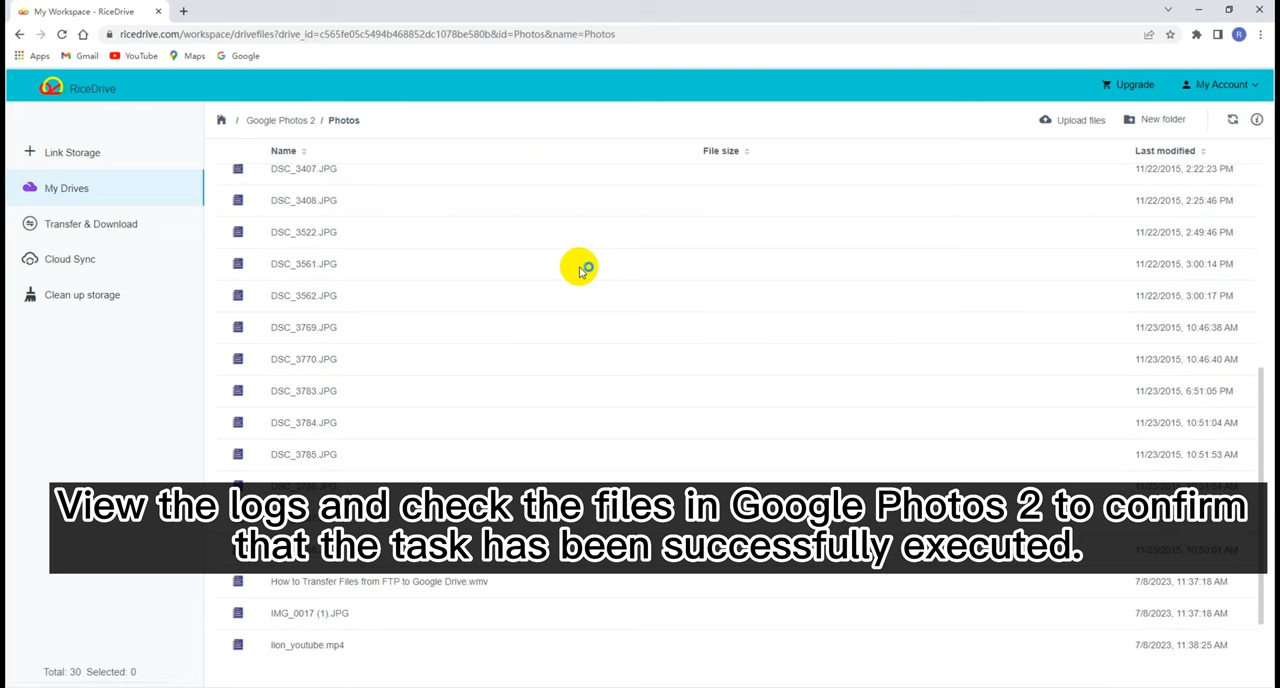 My Workspace - RiceDrive
ricedrive.com/workspace/drivefiles?drive_id=c565fe05c5494b468852dc1078be580b&id=Photos&name=Photos
R
Apps Gmail YouTube Maps Google
RiceDrive Upgrade My Account
/ Google Photos 2 / Photos Upload files New folder
Link Storage
My Drives
Transfer & Download
Cloud Sync
Clean up storage
Name File size Last modified
DSC_3407.JPG 11/22/2015, 2:22:23 PM
DSC_3408.JPG 11/22/2015, 2:25:46 PM
DSC_3522.JPG 11/22/2015, 2:49:46 PM
DSC_3561.JPG 11/22/2015, 3:00:14 PM
DSC_3562.JPG 11/22/2015, 3:00:17 PM
DSC_3769.JPG 11/23/2015, 10:46:38 AM
DSC_3770.JPG 11/23/2015, 10:46:40 AM
DSC_3783.JPG 11/23/2015, 6:51:05 PM
DSC_3784.JPG 11/23/2015, 10:51:04 AM
DSC_3785.JPG 11/23/2015, 10:51:53 AM
View the logs and check the files in Google Photos 2 to confirm
that the task has been successfully executed.
How to Transfer Files from FTP to Google Drive.wmv 7/8/2023, 11:37:18 AM
IMG_0017 (1).JPG 7/8/2023, 11:37:18 AM
lion_youtube.mp4 7/8/2023, 11:38:25 AM
Total: 30 Selected: 0